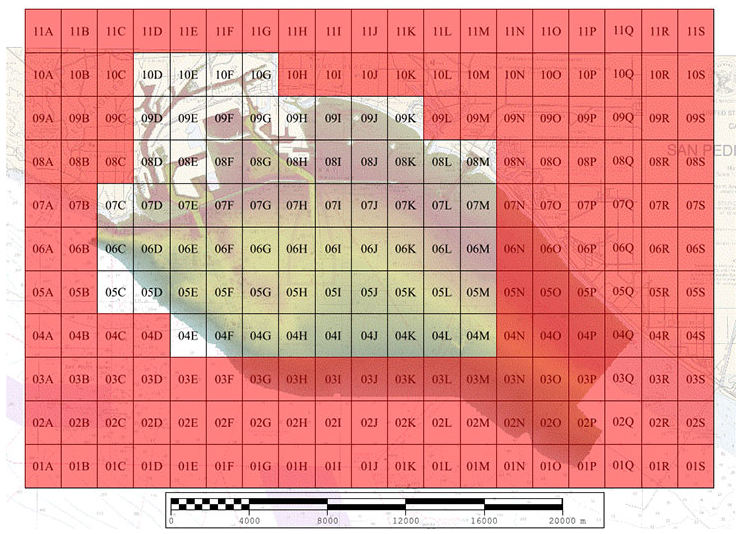 11A 11B 11C 11D 11E 11F 11G 11H 11I 11J 11K 11L 11M 11N 11O 11P 11Q 11R 11S
10A 10B 10C 10D 10E 10F 10G 10H 10I 10J 10K 10L 10M 10N 10O 10P 10Q 10R 10S
09A 09B 09C 09D 09E 09F 09G 09H 09I 09J 09K 09L 09M 09N 09O 09P 09Q 09R 09S
08A 08B 08C 08D 08E 08F 08G 08H 08I 08J 08K 08L 08M 08N 08O 08P 08Q 08R 08S
SAN PEDI
07A 07B 07C 07D 07E 07F 07G 07H 07I 07J 07K 07L 07M 07N 07O 07P 07Q 07R 07S
06A 06B 06C 06D 06E 06F 06G 06H 06I 06J 06K 06L 06M 06N 06O 06P 06Q 06R 06S
05A 05B 05C 05D 05E 05F 05G 05H 05I 05J 05K 05L 05M 05N 05O 05P 05Q 05R 05S
04A 04B 04C 04D 04E 04F 04G 04H 04I 04J 04K 04L 04M 04N 04O 04P 04Q 04R 04S
03A 03B 03C 03D 03E 03F 03G 03H 03I 03J 03K 03L 03M 03N 03O 03P 03Q 03R 03S
02A 02B 02C 02D 02E 02F 02G 02H 02I 02J 02K 02L 02M 02N 02O 02P 02Q 02R 02S
01A 01B 01C 01D 01E 01F 01G 01H 01I 01J 01K 01L 01M 01N 01O 01P 01Q 01R 01S
0 4000 8000 12000 16000 20000 m